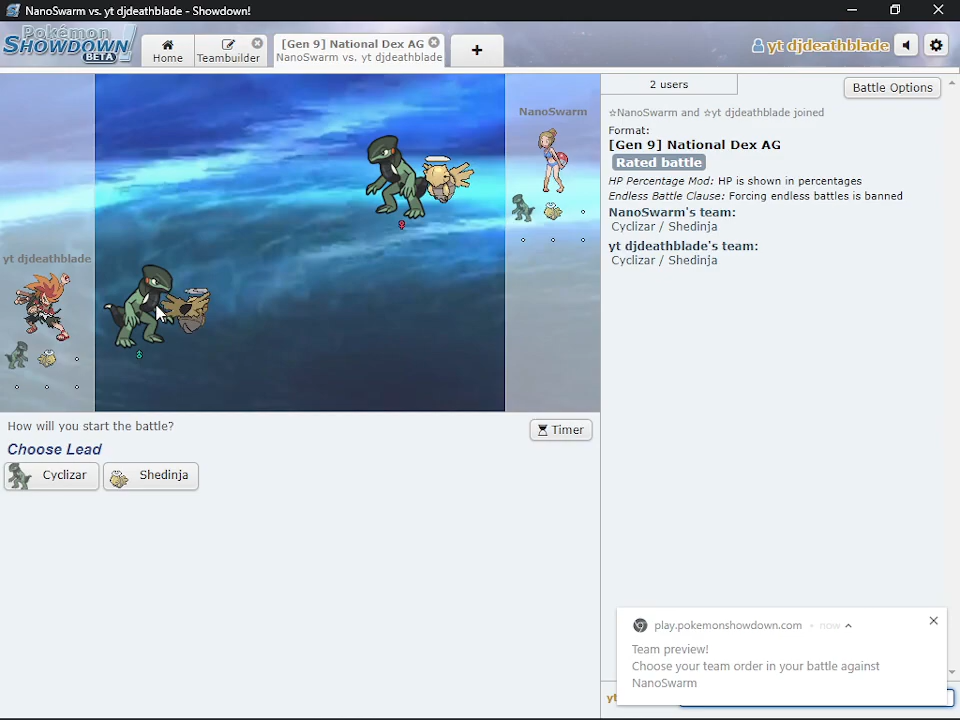 NanoSwarm vs. yt djdeathblade - Showdown!
Pokémon
SHOWDOWN
BETA
Home
Teambuilder
[Gen 9] National Dex AG
NanoSwarm vs. yt djdeathblade
+
yt djdeathblade
NanoSwarm
yt djdeathblade
2 users
Battle Options
☆NanoSwarm and ☆yt djdeathblade joined
Format:
[Gen 9] National Dex AG
Rated battle
HP Percentage Mod: HP is shown in percentages
Endless Battle Clause: Forcing endless battles is banned
NanoSwarm's team:
Cyclizar / Shedinja
yt djdeathblade's team:
Cyclizar / Shedinja
How will you start the battle?
Timer
Choose Lead
Cyclizar
Shedinja
play.pokemonshowdown.com • now
Team preview!
Choose your team order in your battle against
NanoSwarm
yt